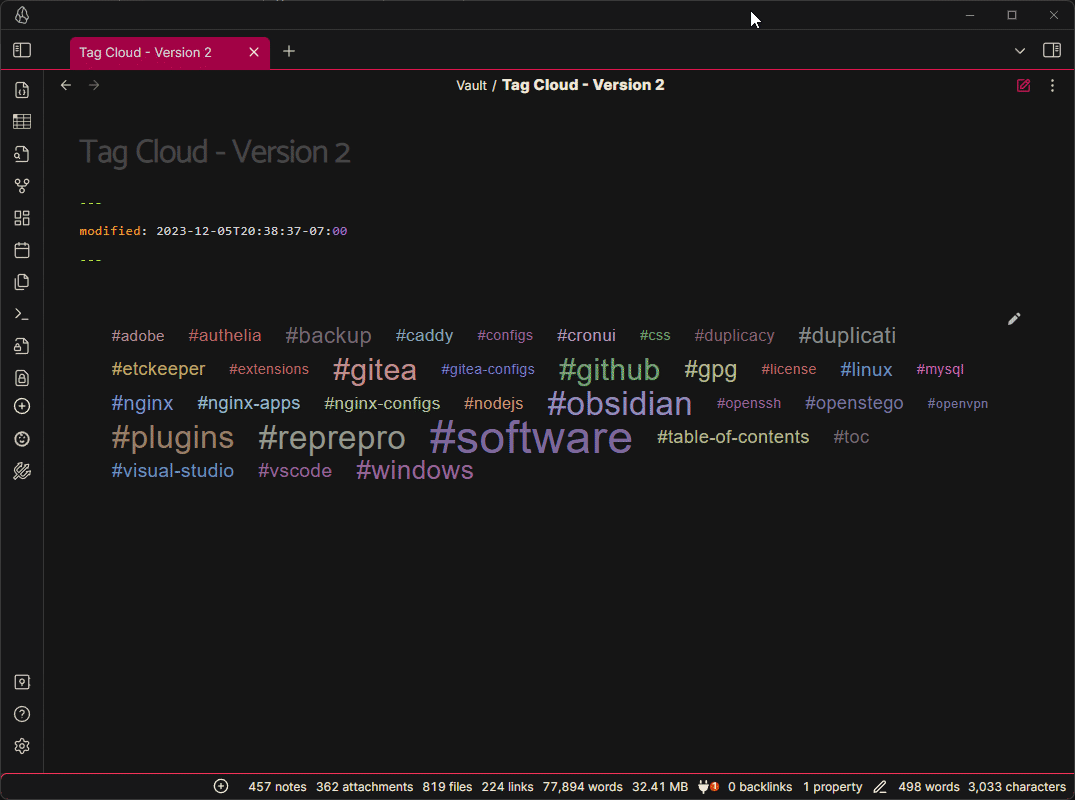 Tag Cloud - Version 2
Vault / Tag Cloud - Version 2
Tag Cloud - Version 2
---
modified: 2023-12-05T20:38:37-07:00
---
#adobe #authelia #backup #caddy #configs #cronui #css #duplicacy #duplicati
#etckeeper #extensions #gitea #gitea-configs #github #gpg #license #linux #mysql
#nginx #nginx-apps #nginx-configs #nodejs #obsidian #openssh #openstego #openvpn
#plugins #reprepro #software #table-of-contents #toc
#visual-studio #vscode #windows
457 notes 362 attachments 819 files 224 links 77,894 words 32.41 MB 4 0 backlinks 1 property 498 words 3,033 characters